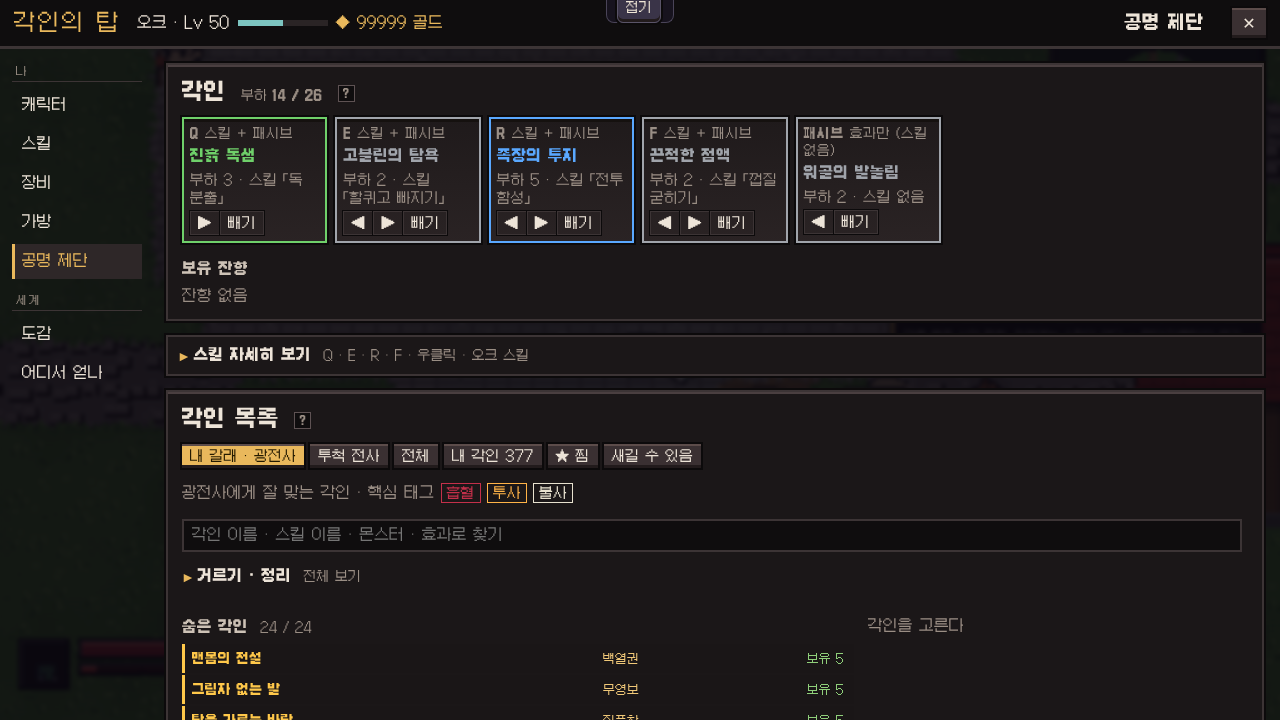 각인의 탑 오크 · Lv 50 ◆ 99999 골드 접기 공명 제단 ×
나
캐릭터
스킬
장비
가방
공명 제단
세계
도감
어디서 얻나
각인 부하 14 / 26 ?
Q 스킬 + 패시브
진흙 독샘
부하 3 · 스킬 「독
분출」
▶ 빼기
E 스킬 + 패시브
고블린의 탐욕
부하 2 · 스킬
「할퀴고 빠지기」
◀ ▶ 빼기
R 스킬 + 패시브
족장의 투지
부하 5 · 스킬 「전투
함성」
◀ ▶ 빼기
F 스킬 + 패시브
끈적한 점액
부하 2 · 스킬 「껍질
굳히기」
◀ ▶ 빼기
패시브 효과만 (스킬
없음)
워골의 발놀림
부하 2 · 스킬 없음
◀ 빼기
보유 잔향
잔향 없음
▶ 스킬 자세히 보기 Q · E · R · F · 우클릭 · 오크 스킬
각인 목록 ?
내 갈래 · 광전사 투척 전사 전체 내 각인 377 ★ 찜 새길 수 있음
광전사에게 잘 맞는 각인 · 핵심 태그 흡혈 투사 불사
각인 이름 · 스킬 이름 · 몬스터 · 효과로 찾기
▶ 거르기 · 정리 전체 보기
숨은 각인 24 / 24
각인을 고른다
맨몸의 전설 백열권 보유 5
그림자 없는 발 무영보 보유 5